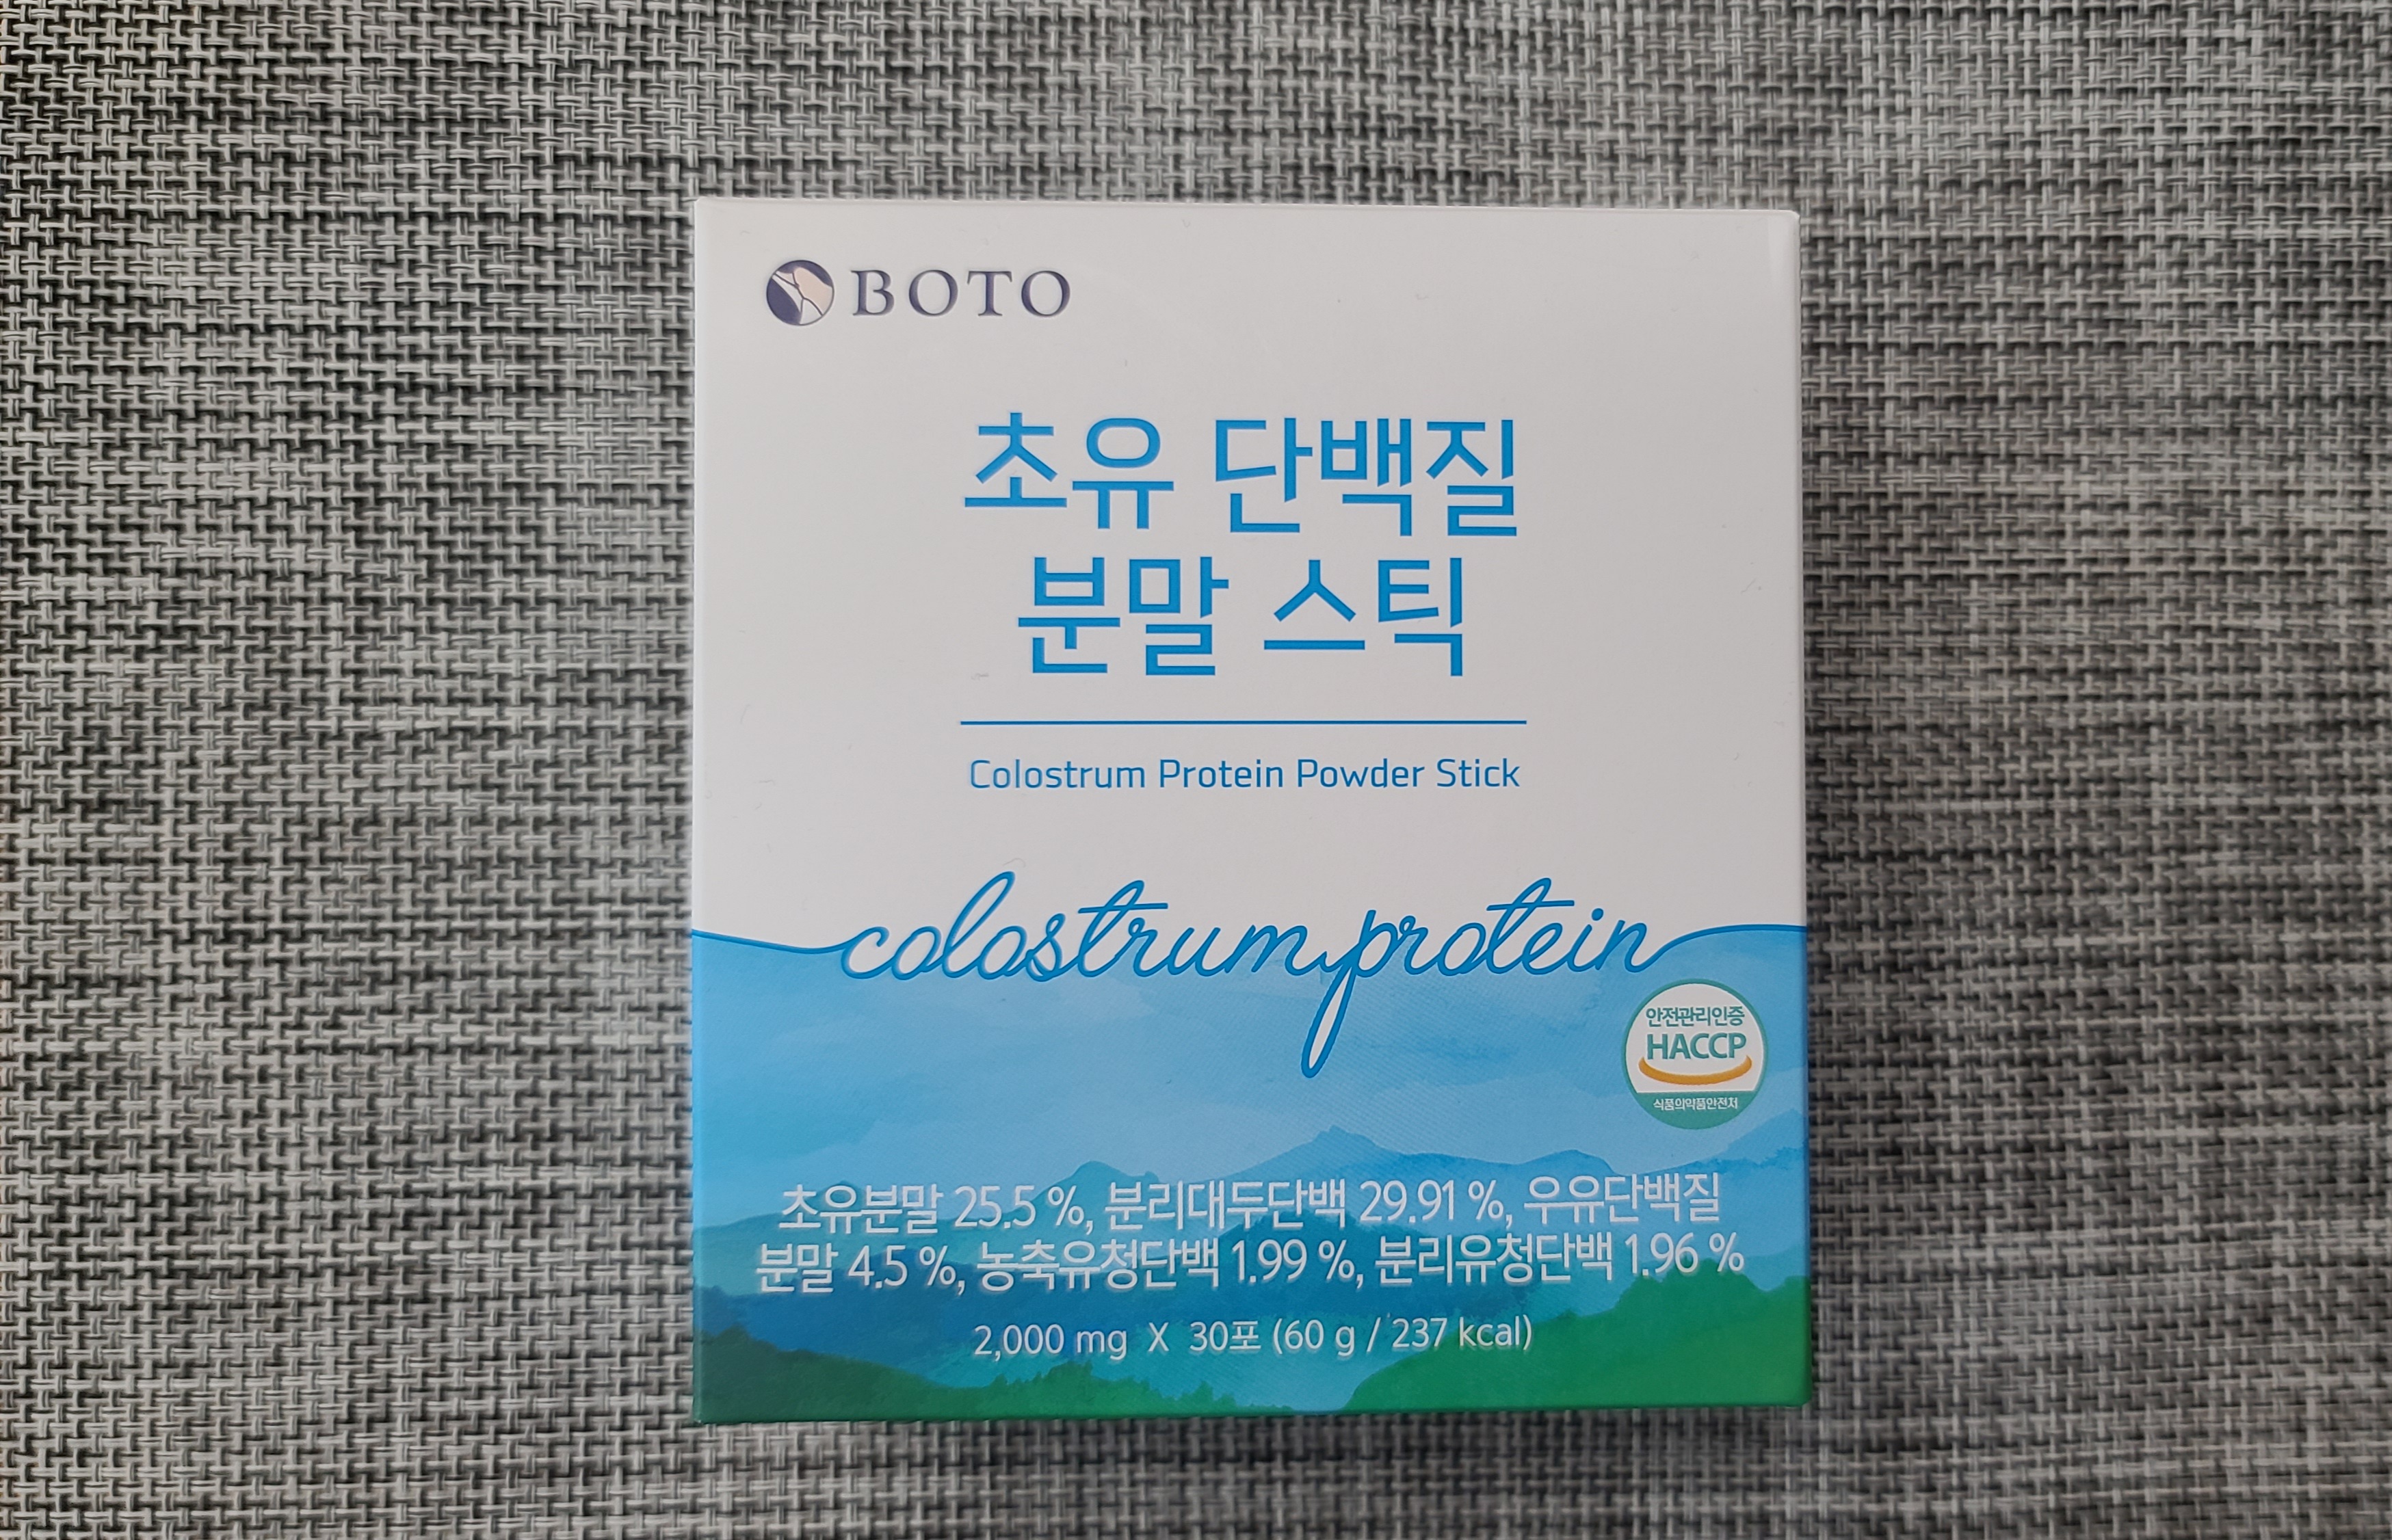 BOTO
초유 단백질
분말 스틱
Colostrum Protein Powder Stick
colostrum protein
안전관리인증
HACCP
식품의약품안전처
초유분말 25.5 %, 분리대두단백 29.91 %, 우유단백질
분말 4.5 %, 농축유청단백 1.99 %, 분리유청단백 1.96 %
2,000 mg X 30포 (60 g / 237 kcal)